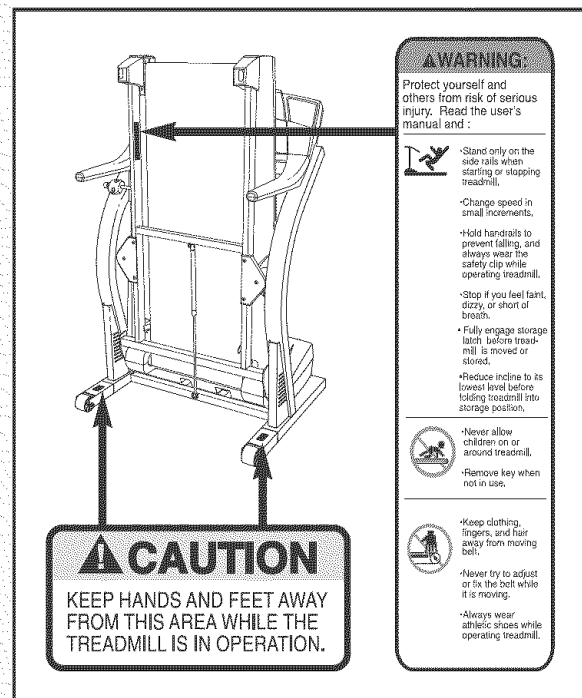 WARNING:
Protect yourself and
others from risk of serious
injury. Read the user's
manual and :
•Stand only on the
side rails when
starting or stopping
treadmill.
•Change speed in
small increments.
•Hold handrails to
prevent falling, and
always wear the
safety clip while
operating treadmill.
•Stop if you feel faint,
dizzy, or short of
breath.
• Fully engage storage
latch before tread-
mill is moved or
stored.
•Reduce incline to its
lowest level before
folding treadmill into
storage position.
•Never allow
children on or
around treadmill.
•Remove key when
not in use.
•Keep clothing,
fingers, and hair
away from moving
belt.
•Never try to adjust
or fix the belt while
it is moving.
•Always wear
athletic shoes while
operating treadmill.
CAUTION
KEEP HANDS AND FEET AWAY
FROM THIS AREA WHILE THE
TREADMILL IS IN OPERATION.